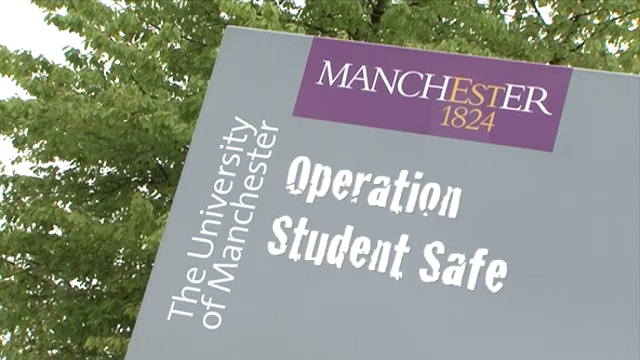 MANCHESTER
1824
The University
of Manchester
Operation
Student Safe